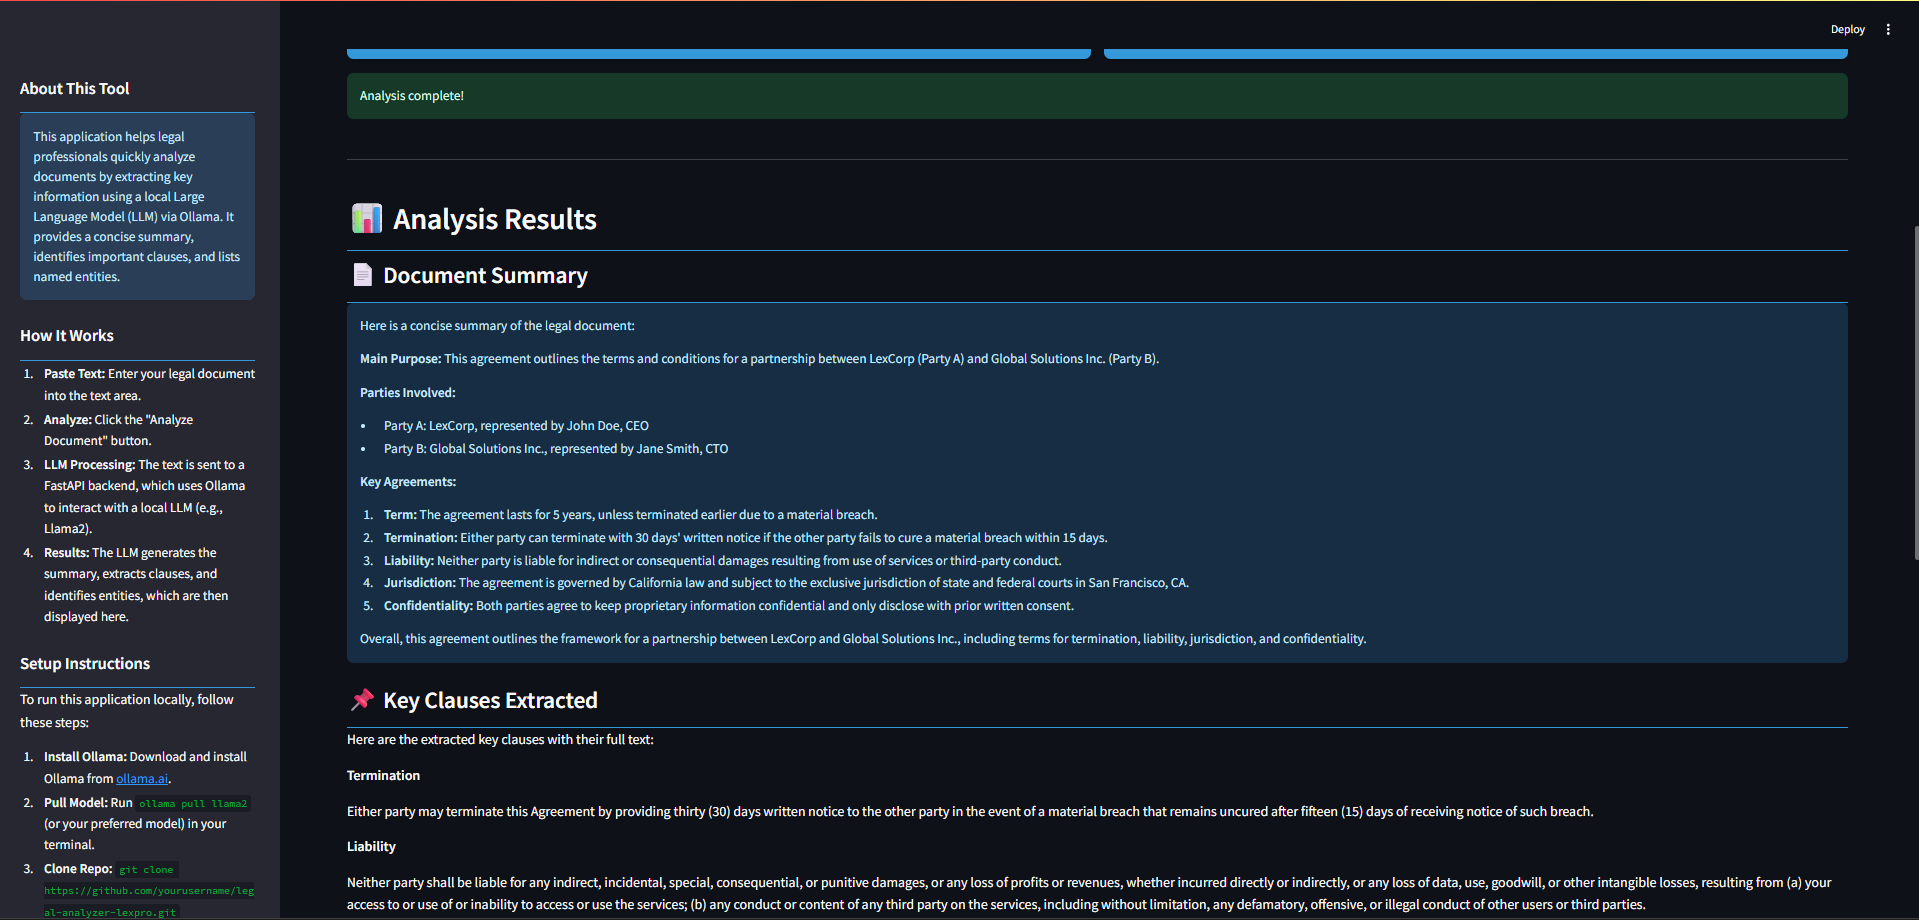 Deploy
About This Tool
This application helps legal
professionals quickly analyze
documents by extracting key
information using a local Large
Language Model (LLM) via Ollama. It
provides a concise summary,
identifies important clauses, and lists
named entities.
How It Works
1. Paste Text: Enter your legal document
into the text area.
2. Analyze: Click the "Analyze
Document" button.
3. LLM Processing: The text is sent to a
FastAPI backend, which uses Ollama
to interact with a local LLM (e.g.,
Llama2).
4. Results: The LLM generates the
summary, extracts clauses, and
identifies entities, which are then
displayed here.
Setup Instructions
To run this application locally, follow
these steps:
1. Install Ollama: Download and install
Ollama from ollama.ai.
2. Pull Model: Run ollama pull llama2
(or your preferred model) in your
terminal.
3. Clone Repo: git clone
https://github.com/yourusername/leg
al-analyzer-lexpro.git
Analysis complete!
Analysis Results
Document Summary
Here is a concise summary of the legal document:
Main Purpose: This agreement outlines the terms and conditions for a partnership between LexCorp (Party A) and Global Solutions Inc. (Party B).
Parties Involved:
• Party A: LexCorp, represented by John Doe, CEO
• Party B: Global Solutions Inc., represented by Jane Smith, CTO
Key Agreements:
1. Term: The agreement lasts for 5 years, unless terminated earlier due to a material breach.
2. Termination: Either party can terminate with 30 days' written notice if the other party fails to cure a material breach within 15 days.
3. Liability: Neither party is liable for indirect or consequential damages resulting from use of services or third-party conduct.
4. Jurisdiction: The agreement is governed by California law and subject to the exclusive jurisdiction of state and federal courts in San Francisco, CA.
5. Confidentiality: Both parties agree to keep proprietary information confidential and only disclose with prior written consent.
Overall, this agreement outlines the framework for a partnership between LexCorp and Global Solutions Inc., including terms for termination, liability, jurisdiction, and confidentiality.
Key Clauses Extracted
Here are the extracted key clauses with their full text:
Termination
Either party may terminate this Agreement by providing thirty (30) days written notice to the other party in the event of a material breach that remains uncured after fifteen (15) days of receiving notice of such breach.
Liability
Neither party shall be liable for any indirect, incidental, special, consequential, or punitive damages, or any loss of profits or revenues, whether incurred directly or indirectly, or any loss of data, use, goodwill, or other intangible losses, resulting from (a) your
access to or use of or inability to access or use the services; (b) any conduct or content of any third party on the services, including without limitation, any defamatory, offensive, or illegal conduct of other users or third parties.